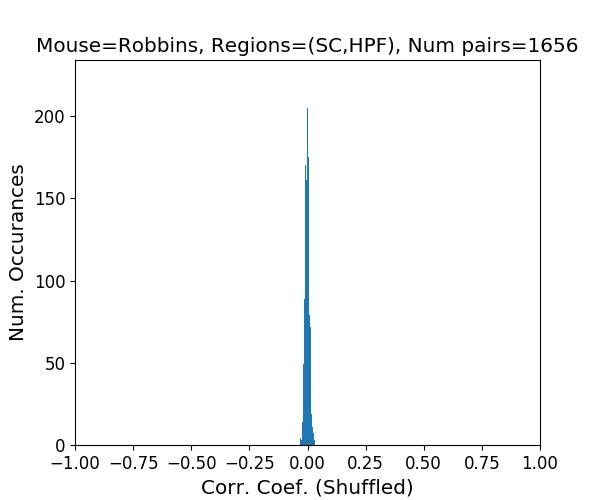 Mouse=Robbins, Regions=(SC,HPF), Num pairs=1656
Num. Occurances
200
150
100
50
0
−1.00 −0.75 −0.50 −0.25 0.00 0.25 0.50 0.75 1.00
Corr. Coef. (Shuffled)